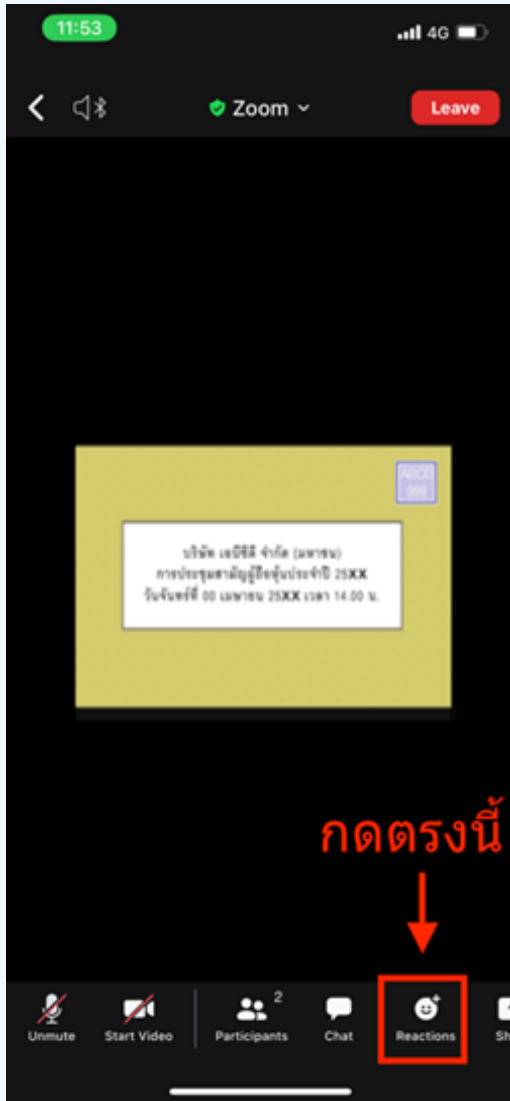 11:53
4G
Zoom
Leave
ABCD
999
บริษัท เอบีซีดี จำกัด (มหาชน)
การประชุมสามัญผู้ถือหุ้นประจำปี 25XX
วันจันทร์ที่ 00 เมษายน 25XX เวลา 14.00 น.
กดตรงนี้
2
Unmute Start Video Participants Chat Reactions Sh